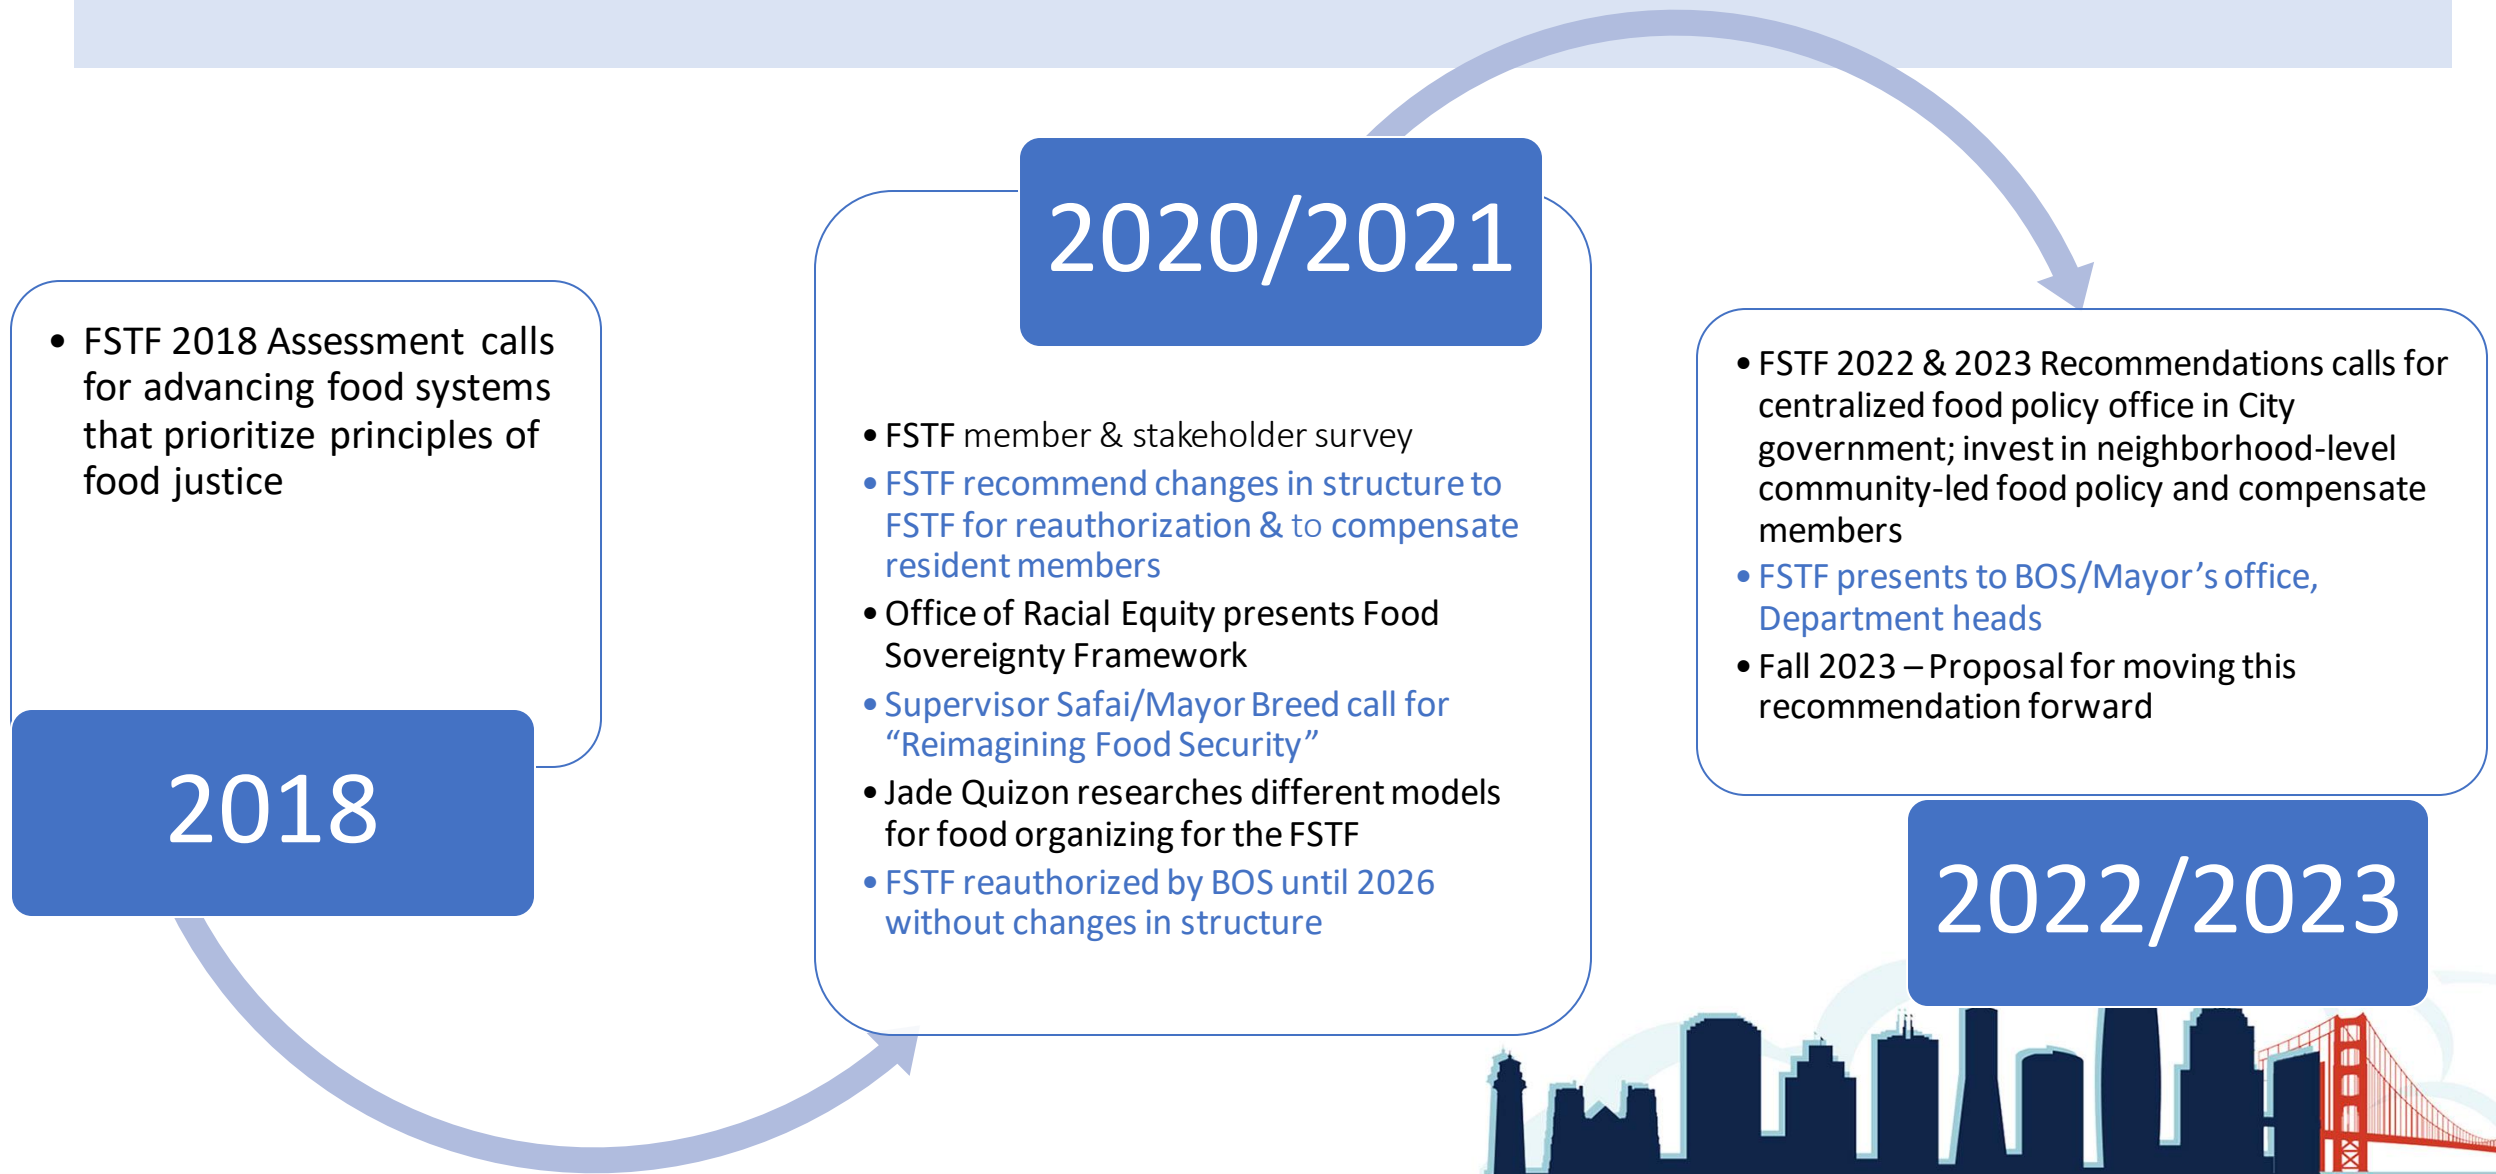 • FSTF 2018 Assessment calls
for advancing food systems
that prioritize principles of
food justice
2018
2020/2021
• FSTF member & stakeholder survey
• FSTF recommend changes in structure to
FSTF for reauthorization & to compensate
resident members
• Office of Racial Equity presents Food
Sovereignty Framework
• Supervisor Safai/Mayor Breed call for
“Reimagining Food Security”
• Jade Quizon researches different models
for food organizing for the FSTF
• FSTF reauthorized by BOS until 2026
without changes in structure
• FSTF 2022 & 2023 Recommendations calls for
centralized food policy office in City
government; invest in neighborhood-level
community-led food policy and compensate
members
• FSTF presents to BOS/Mayor’s office,
Department heads
• Fall 2023 – Proposal for moving this
recommendation forward
2022/2023